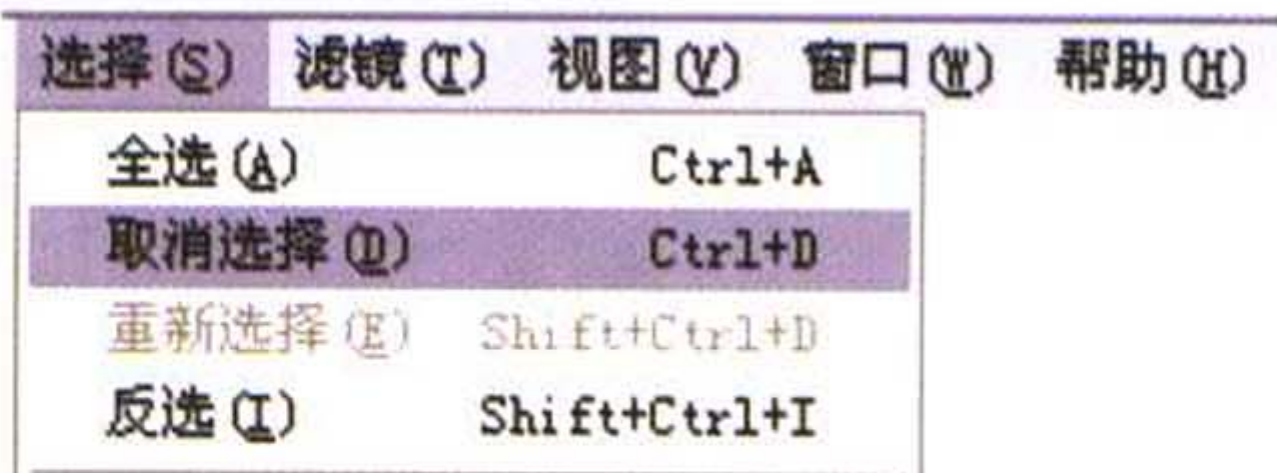 选择(S) 滤镜(T) 视图(V) 窗口(W) 帮助(H)
全选(A) Ctrl+A
取消选择(D) Ctrl+D
重新选择(E) Shift+Ctrl+D
反选(I) Shift+Ctrl+I